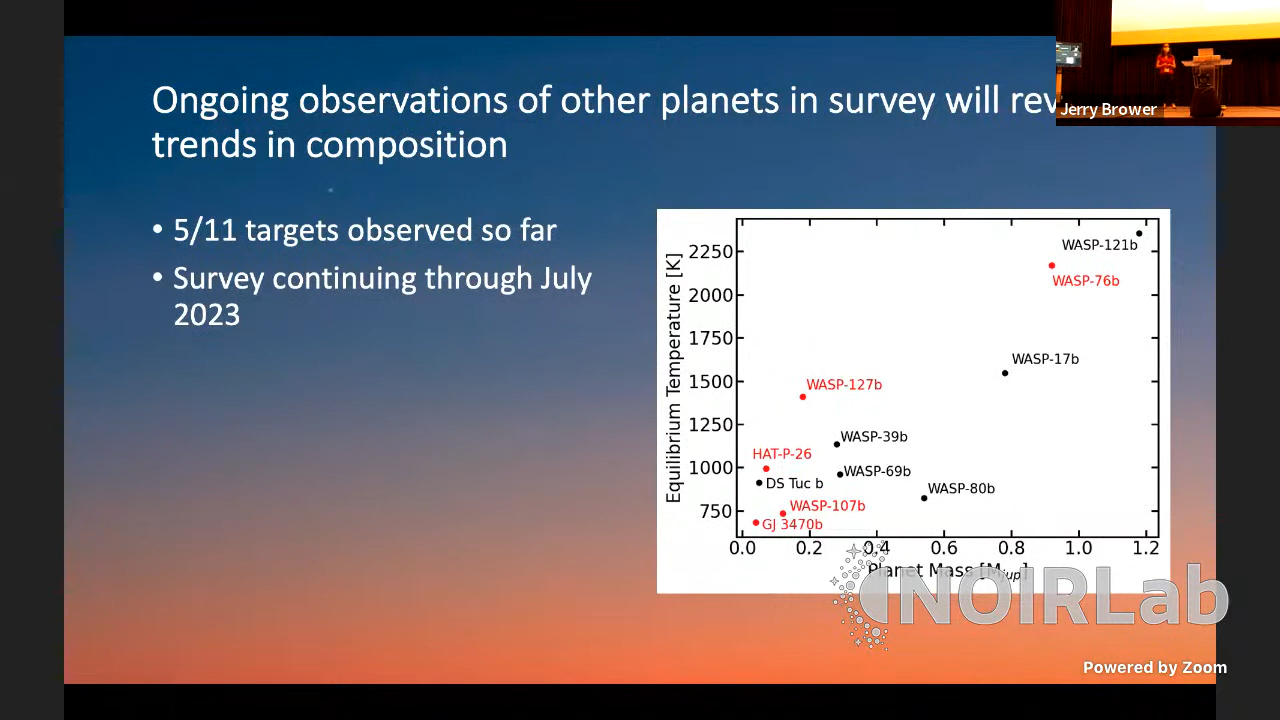 Ongoing observations of other planets in survey will rev
trends in composition
Jerry Brower
• 5/11 targets observed so far
• Survey continuing through July
2023
Equilibrium Temperature [K]
2250
2000
1750
1500
1250
1000
750
WASP-121b
WASP-76b
WASP-17b
WASP-127b
WASP-39b
HAT-P-26
WASP-69b
DS Tuc b
WASP-80b
WASP-107b
GJ 3470b
0.0 0.2 0.4 0.6 0.8 1.0 1.2
Planet Mass [Mjup]
NOIRLab
Powered by Zoom